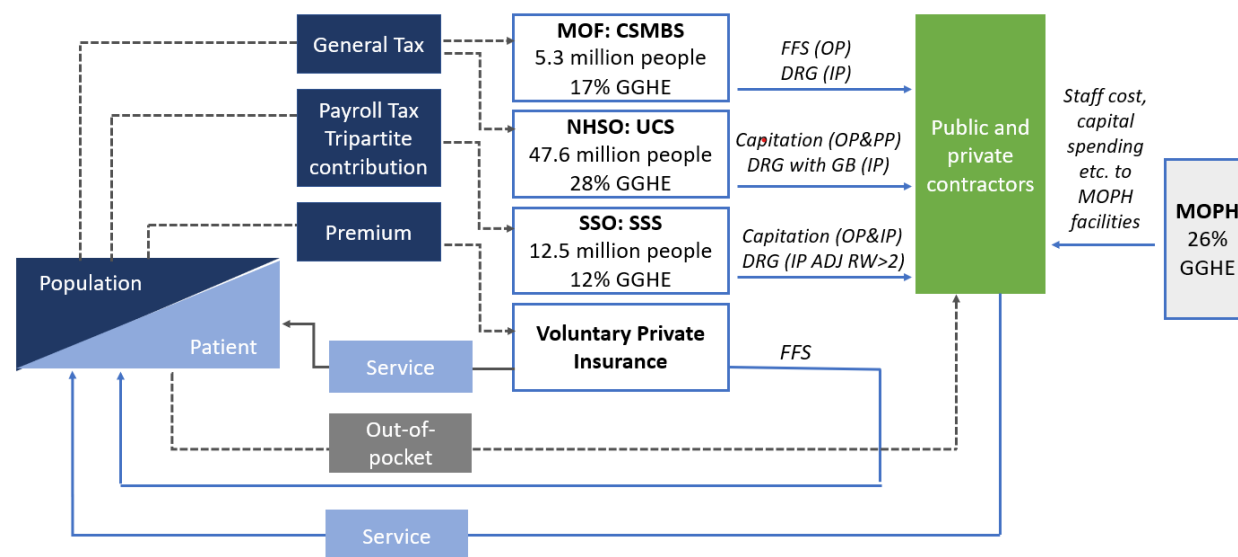 General Tax
Payroll Tax
Tripartite
contribution
Premium
Population
Patient
Service
Out-of-
pocket
Service
MOF: CSMBS
5.3 million people
17% GGHE
NHSO: UCS
47.6 million people
28% GGHE
SSO: SSS
12.5 million people
12% GGHE
Voluntary Private
Insurance
FFS (OP)
DRG (IP)
Capitation (OP&PP)
DRG with GB (IP)
Capitation (OP&IP)
DRG (IP ADJ RW>2)
FFS
Public and
private
contractors
Staff cost,
capital
spending
etc. to
MOPH
facilities
MOPH
26%
GGHE